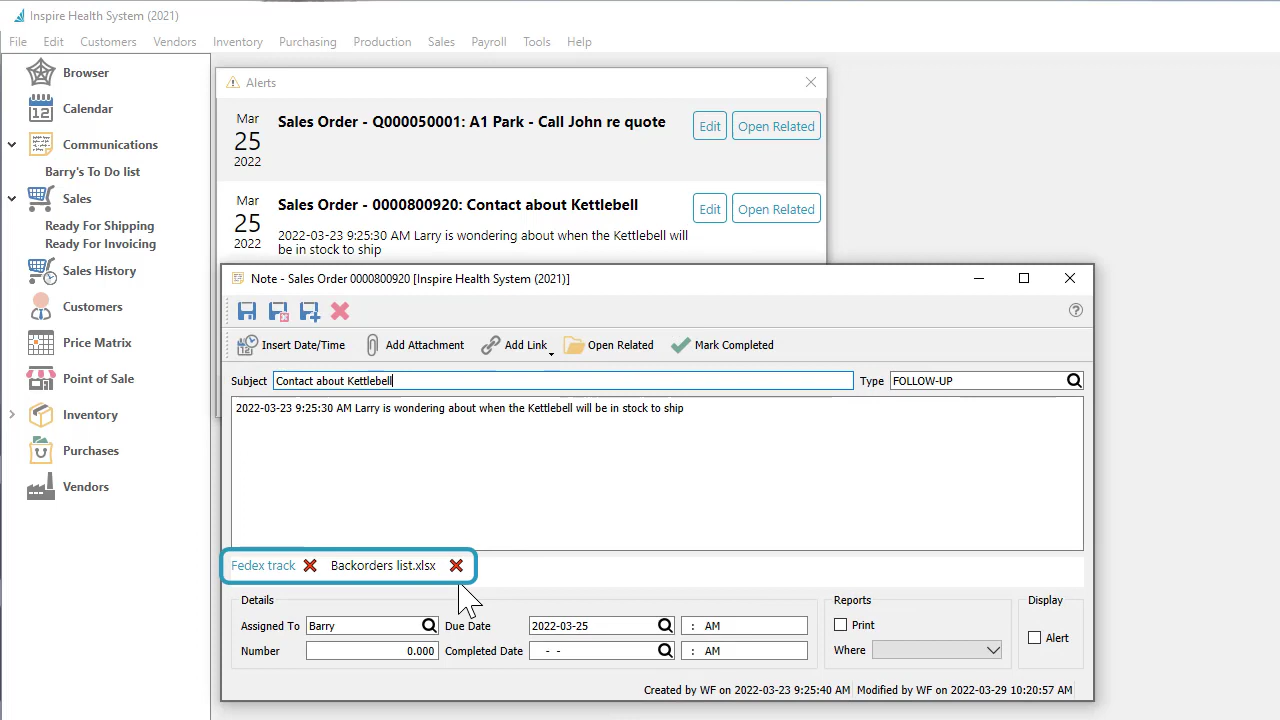 Inspire Health System (2021)
File Edit Customers Vendors Inventory Purchasing Production Sales Payroll Tools Help
Browser
12
Calendar
Communications
Barry's To Do list
Sales
Ready For Shipping
Ready For Invoicing
Sales History
Customers
Price Matrix
Point of Sale
Inventory
Purchases
Vendors
Alerts
Mar
25
2022
Sales Order - Q000050001: A1 Park - Call John re quote
Edit Open Related
Mar
25
2022
Sales Order - 0000800920: Contact about Kettlebell
Edit Open Related
2022-03-23 9:25:30 AM Larry is wondering about when the Kettlebell will
be in stock to ship
Note - Sales Order 0000800920 [Inspire Health System (2021)]
12 Insert Date/Time Add Attachment Add Link Open Related Mark Completed
Subject Contact about Kettlebell Type FOLLOW-UP
2022-03-23 9:25:30 AM Larry is wondering about when the Kettlebell will be in stock to ship
Fedex track Backorders list.xlsx
Details Reports Display
Assigned To Barry Due Date 2022-03-25 : AM Print Alert
Number 0.000 Completed Date - - : AM Where
Created by WF on 2022-03-23 9:25:40 AM Modified by WF on 2022-03-29 10:20:57 AM